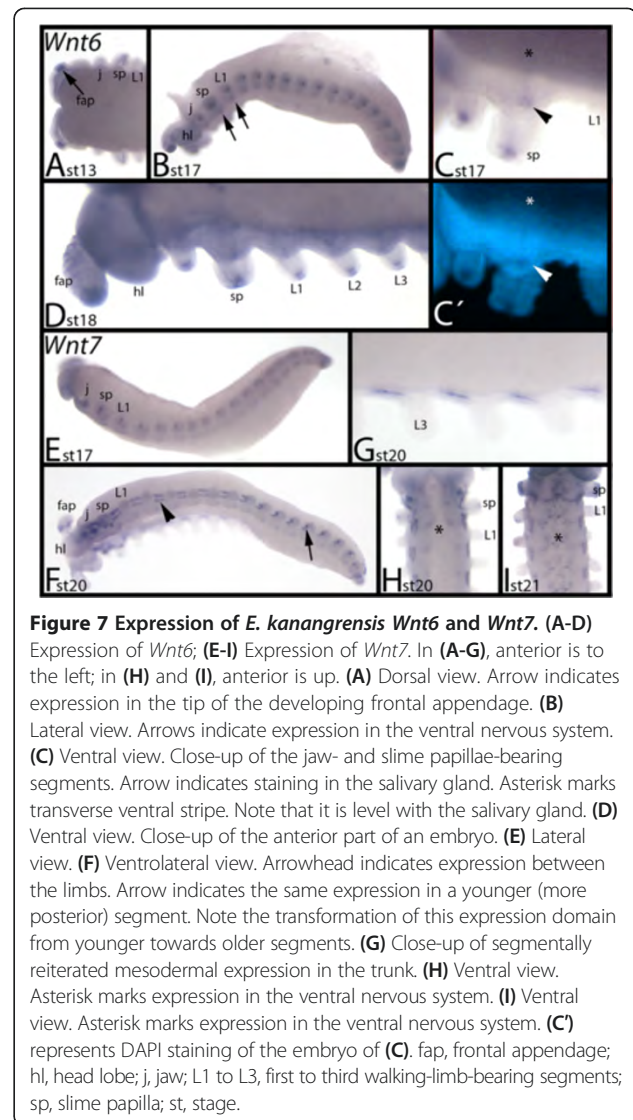 Wnt6
fap
j
sp
L1
A st13
hl
j
sp
L1
B st17
L1
sp
C st17
fap
hl
sp
L1
L2
L3
D st18
C´
Wnt7
j
sp
L1
E st17
L3
G st20
fap
hl
j
sp
L1
F st20
sp
L1
H st20
sp
L1
I st21
*
*
*
*
Figure 7 Expression of E. kanangrensis Wnt6 and Wnt7. (A-D)
Expression of Wnt6; (E-I) Expression of Wnt7. In (A-G), anterior is to
the left; in (H) and (I), anterior is up. (A) Dorsal view. Arrow indicates
expression in the tip of the developing frontal appendage. (B)
Lateral view. Arrows indicate expression in the ventral nervous system.
(C) Ventral view. Close-up of the jaw- and slime papillae-bearing
segments. Arrow indicates staining in the salivary gland. Asterisk marks
transverse ventral stripe. Note that it is level with the salivary gland. (D)
Ventral view. Close-up of the anterior part of an embryo. (E) Lateral
view. (F) Ventrolateral view. Arrowhead indicates expression between
the limbs. Arrow indicates the same expression in a younger (more
posterior) segment. Note the transformation of this expression domain
from younger towards older segments. (G) Close-up of segmentally
reiterated mesodermal expression in the trunk. (H) Ventral view.
Asterisk marks expression in the ventral nervous system. (I) Ventral
view. Asterisk marks expression in the ventral nervous system. (C′)
represents DAPI staining of the embryo of (C). fap, frontal appendage;
hl, head lobe; j, jaw; L1 to L3, first to third walking-limb-bearing segments;
sp, slime papilla; st, stage.